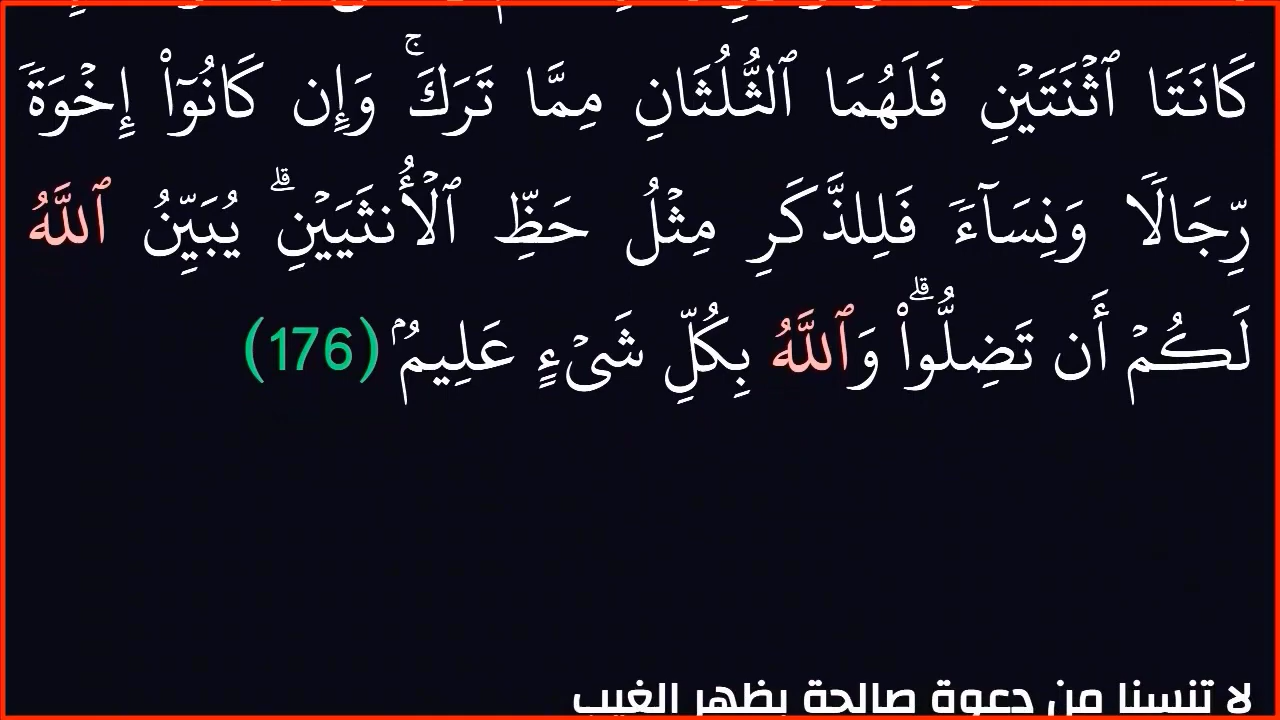 كَانَتَا ٱثۡنَتَيۡنِ فَلَهُمَا ٱلثُّلُثَانِ مِمَّا تَرَكَۚ وَإِن كَانُوٓاْ إِخۡوَةٗ
رِّجَالٗا وَنِسَآءٗ فَلِلذَّكَرِ مِثۡلُ حَظِّ ٱلۡأُنثَيَيۡنِۗ يُبَيِّنُ ٱللَّهُ
لَكُمۡ أَن تَضِلُّواْۗ وَٱللَّهُ بِكُلِّ شَيۡءٍ عَلِيمُۢ (176)
لا تنسنا من دعوة صالحة بظهر الغيب